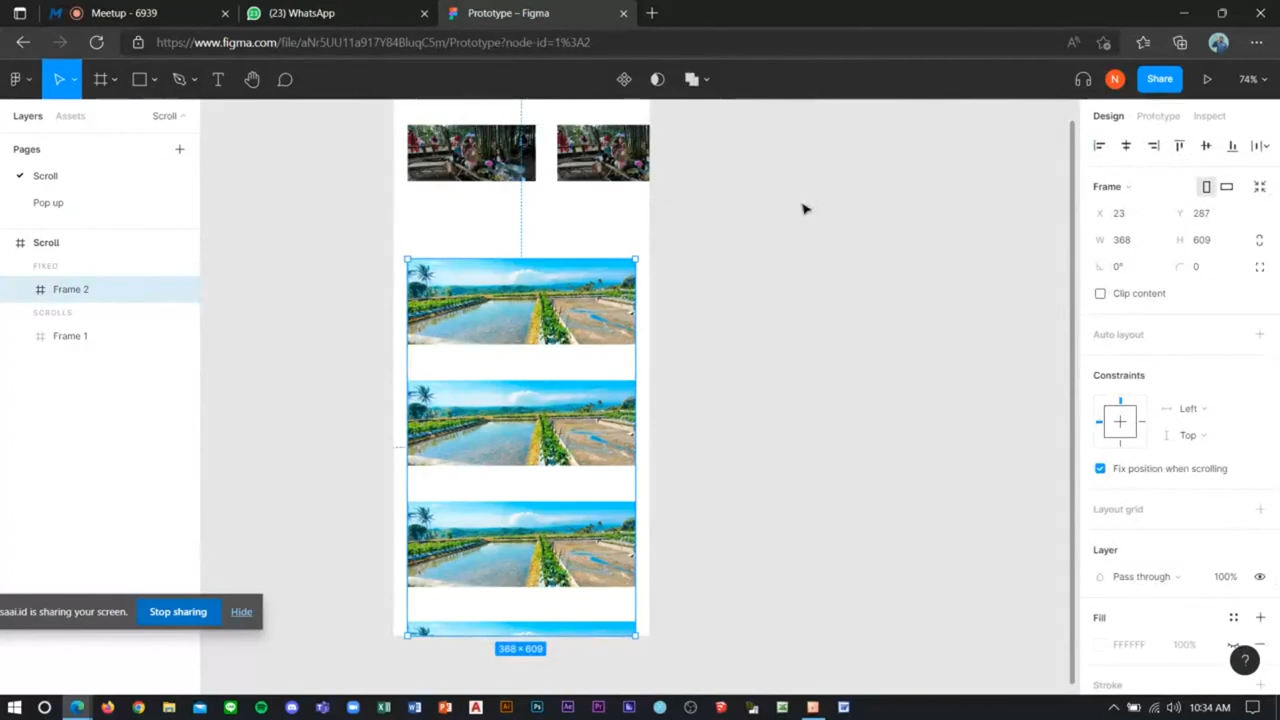 Meetup - 6939
(23) WhatsApp
Prototype – Figma
https://www.figma.com/file/aNr5UU11a917Y84BluqC5m/Prototype?node-id=1%3A2
N
Share
74%
Layers
Assets
Scroll
Design
Prototype
Inspect
Pages
Scroll
Pop up
Scroll
FIXED
Frame 2
SCROLLS
Frame 1
Frame
X 23
Y 287
W 368
H 609
0°
0
Clip content
Auto layout
Constraints
Left
Top
Fix position when scrolling
Layout grid
Layer
Pass through
100%
Fill
FFFFFF
100%
Stroke
368 × 609
saai.id is sharing your screen.
Stop sharing
Hide
?
10:34 AM